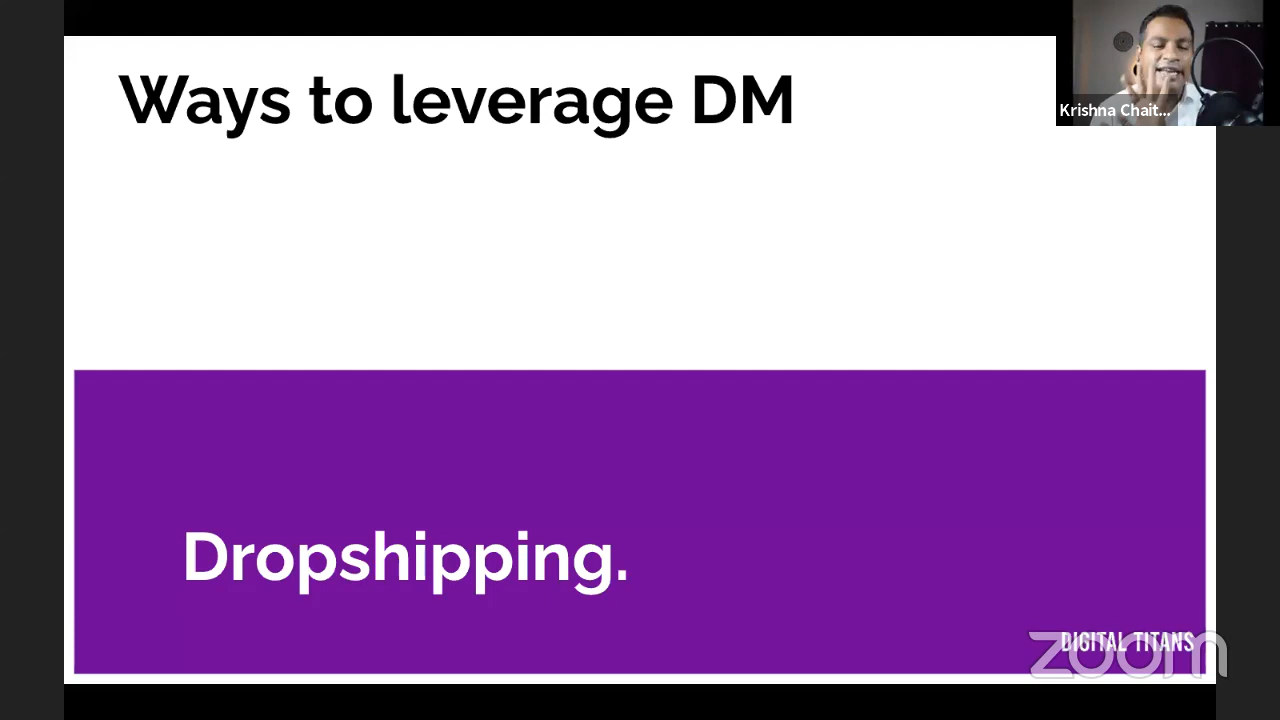 Ways to leverage DM
Krishna Chait...
Dropshipping.
DIGITAL TITANS
zoom